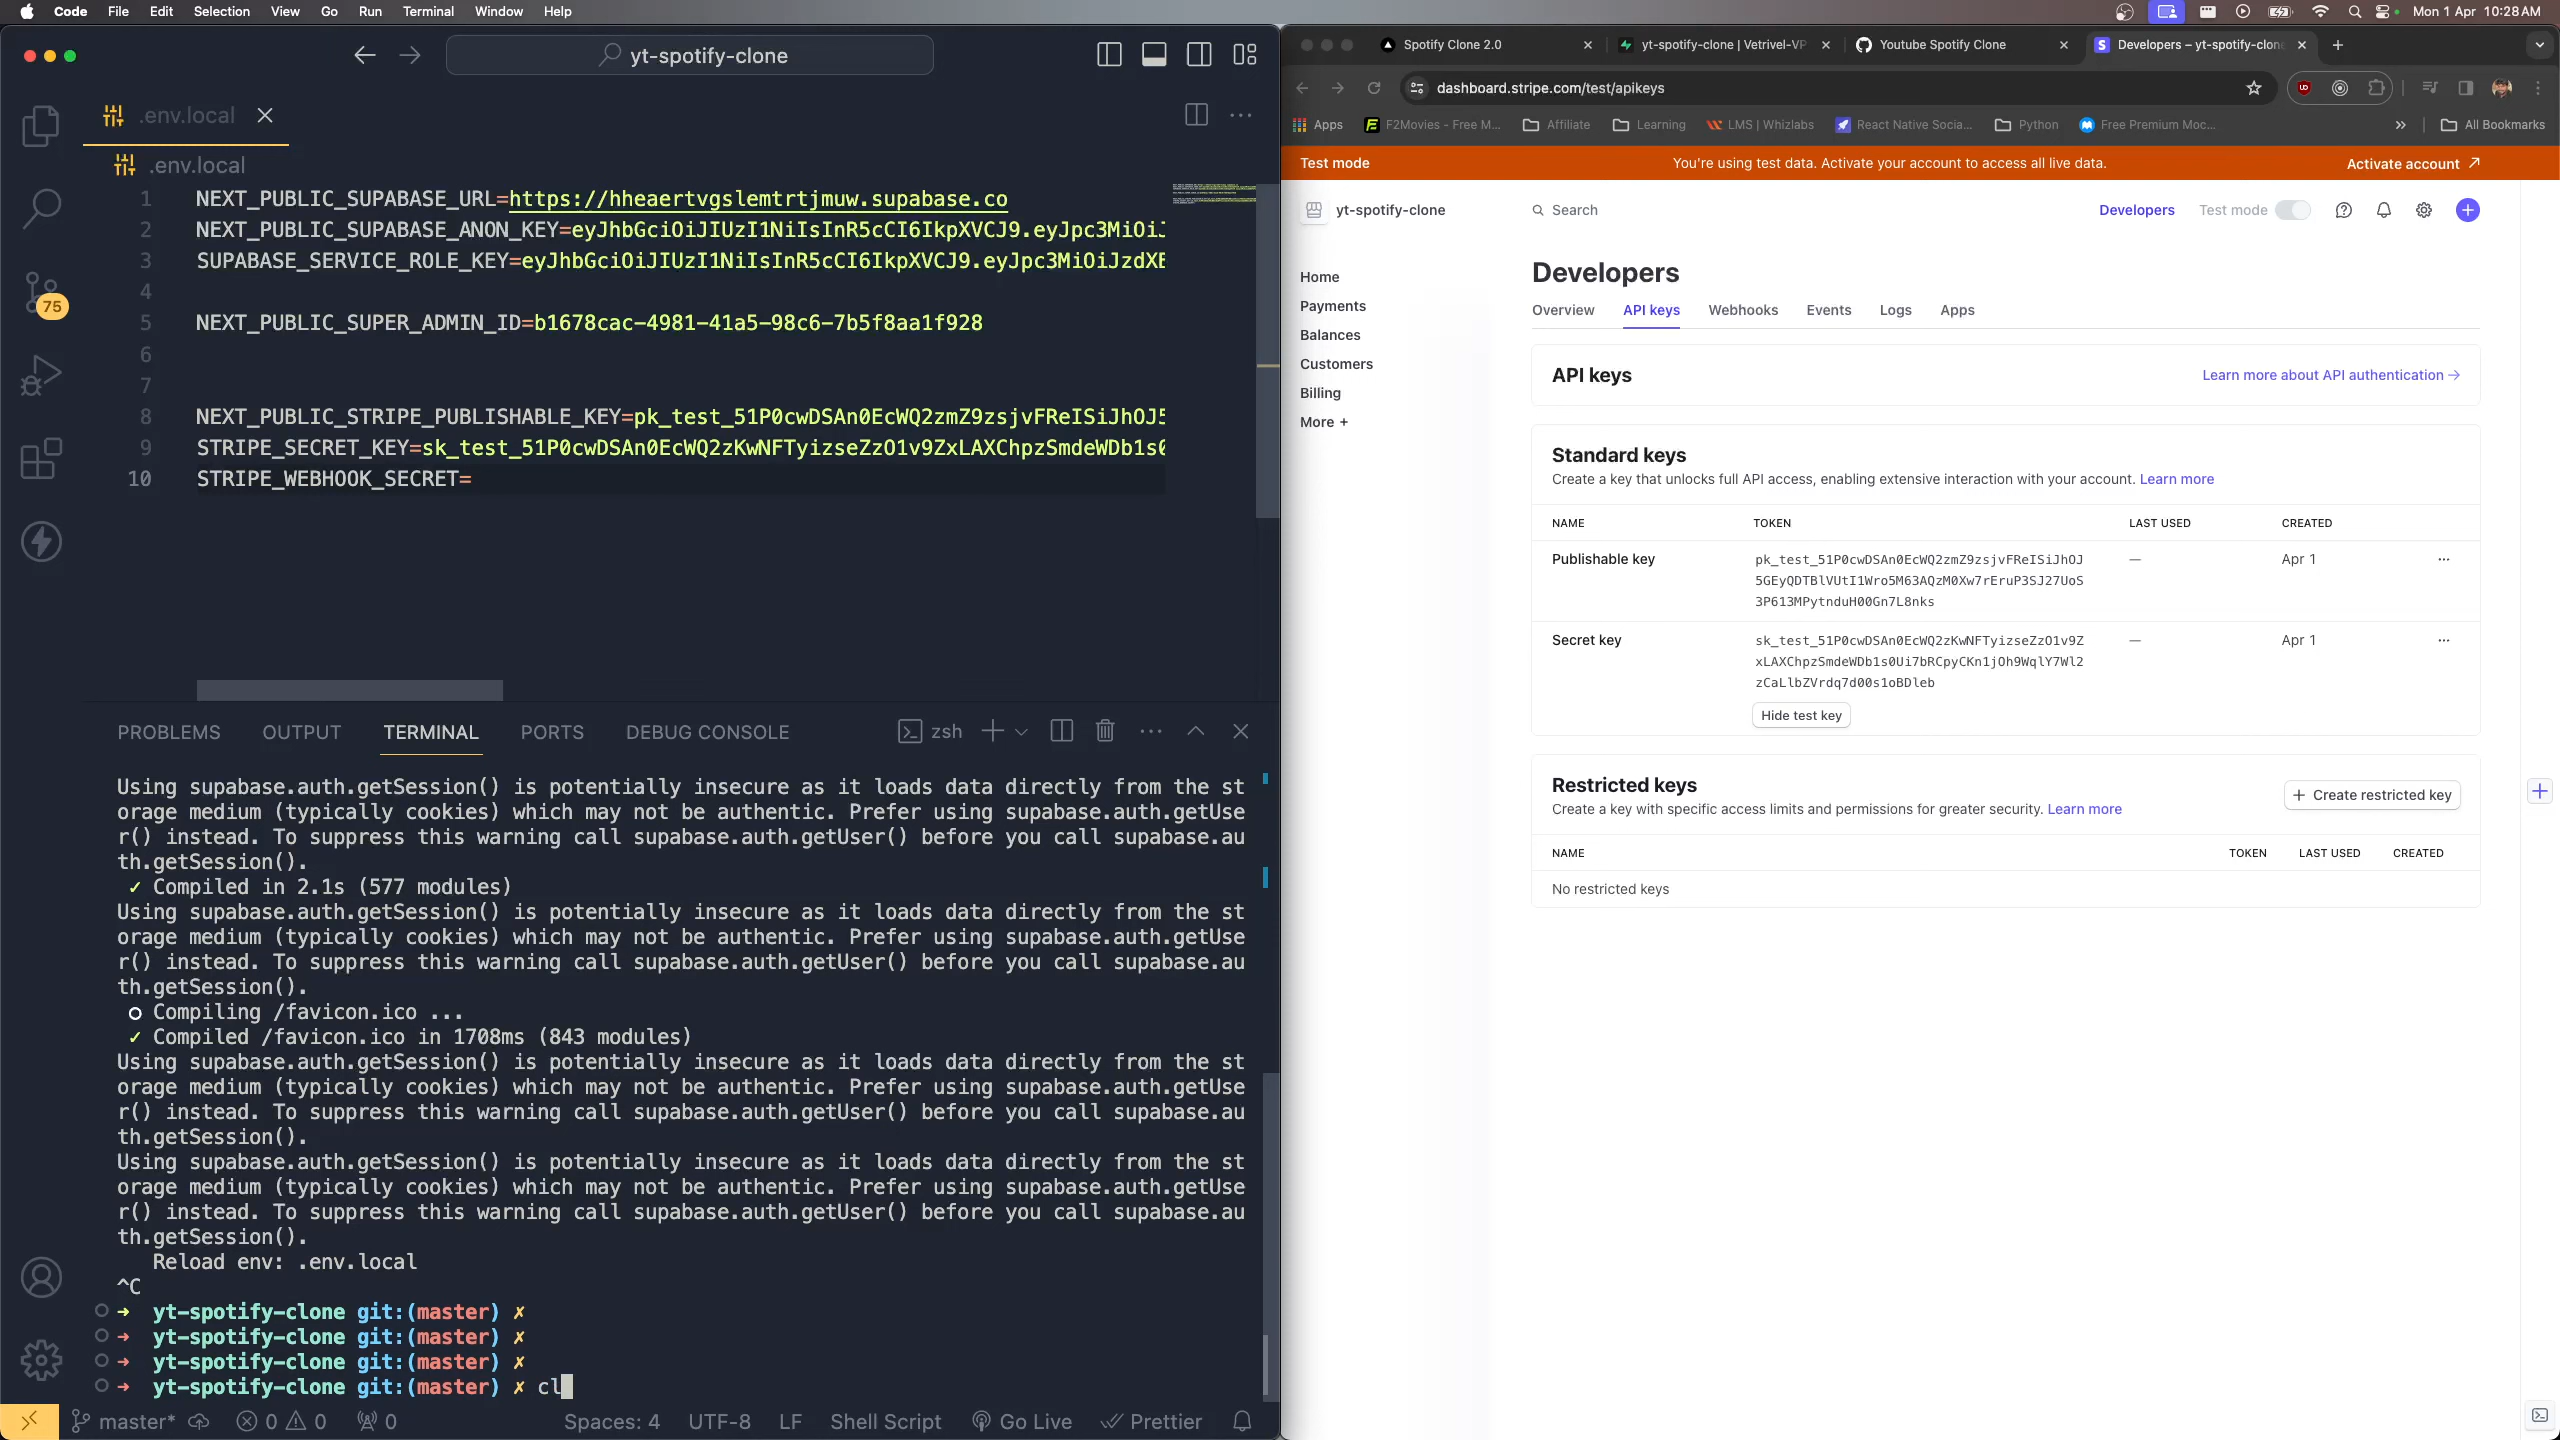 Code File Edit Selection View Go Run Terminal Window Help
Mon 1 Apr 10:28 AM
yt-spotify-clone
.env.local
.env.local
1 NEXT_PUBLIC_SUPABASE_URL=https://hheaertvgslemtrtjmuw.supabase.co
2 NEXT_PUBLIC_SUPABASE_ANON_KEY=eyJhbGciOiJIUzI1NiIsInR5cCI6IkpXVCJ9.eyJpc3MiOiJ
3 SUPABASE_SERVICE_ROLE_KEY=eyJhbGciOiJIUzI1NiIsInR5cCI6IkpXVCJ9.eyJpc3MiOiJzdXB
4
5 NEXT_PUBLIC_SUPER_ADMIN_ID=b1678cac-4981-41a5-98c6-7b5f8aa1f928
6
7
8 NEXT_PUBLIC_STRIPE_PUBLISHABLE_KEY=pk_test_51P0cwDSAn0EcWQ2zmZ9zsjvFReISiJhOJ5
9 STRIPE_SECRET_KEY=sk_test_51P0cwDSAn0EcWQ2zKwNFTyizseZzO1v9ZxLAXChpzSmdeWDb1s0
10 STRIPE_WEBHOOK_SECRET=
75
PROBLEMS OUTPUT TERMINAL PORTS DEBUG CONSOLE zsh
Using supabase.auth.getSession() is potentially insecure as it loads data directly from the st
orage medium (typically cookies) which may not be authentic. Prefer using supabase.auth.getUse
r() instead. To suppress this warning call supabase.auth.getUser() before you call supabase.au
th.getSession().
✓ Compiled in 2.1s (577 modules)
Using supabase.auth.getSession() is potentially insecure as it loads data directly from the st
orage medium (typically cookies) which may not be authentic. Prefer using supabase.auth.getUse
r() instead. To suppress this warning call supabase.auth.getUser() before you call supabase.au
th.getSession().
○ Compiling /favicon.ico ...
✓ Compiled /favicon.ico in 1708ms (843 modules)
Using supabase.auth.getSession() is potentially insecure as it loads data directly from the st
orage medium (typically cookies) which may not be authentic. Prefer using supabase.auth.getUse
r() instead. To suppress this warning call supabase.auth.getUser() before you call supabase.au
th.getSession().
Using supabase.auth.getSession() is potentially insecure as it loads data directly from the st
orage medium (typically cookies) which may not be authentic. Prefer using supabase.auth.getUse
r() instead. To suppress this warning call supabase.auth.getUser() before you call supabase.au
th.getSession().
Reload env: .env.local
^C
➜ yt-spotify-clone git:(master) ✗
➜ yt-spotify-clone git:(master) ✗
➜ yt-spotify-clone git:(master) ✗
➜ yt-spotify-clone git:(master) ✗ cl
master* 0 0 0 Spaces: 4 UTF-8 LF Shell Script Go Live Prettier
Spotify Clone 2.0
yt-spotify-clone | Vetrivel-VP
Youtube Spotify Clone
Developers – yt-spotify-clone
dashboard.stripe.com/test/apikeys
Apps F2Movies - Free M... Affiliate Learning LMS | Whizlabs React Native Socia... Python Free Premium Moc... » All Bookmarks
Test mode
You're using test data. Activate your account to access all live data.
Activate account
yt-spotify-clone
Search
Developers Test mode
Home
Payments
Balances
Customers
Billing
More +
Developers
Overview API keys Webhooks Events Logs Apps
API keys
Learn more about API authentication →
Standard keys
Create a key that unlocks full API access, enabling extensive interaction with your account. Learn more
NAME TOKEN LAST USED CREATED
Publishable key
pk_test_51P0cwDSAn0EcWQ2zmZ9zsjvFReISiJhOJ
5GEyQDTBlVUtI1Wro5M63AQzM0Xw7rEruP3SJ27UoS
3P613MPytnduH00Gn7L8nks
— Apr 1
Secret key
sk_test_51P0cwDSAn0EcWQ2zKwNFTyizseZzO1v9Z
xLAXChpzSmdeWDb1s0Ui7bRCpyCKn1jOh9WqlY7Wl2
zCaLlbZVrdq7d00s1oBDleb
— Apr 1
Hide test key
Restricted keys
Create a key with specific access limits and permissions for greater security. Learn more
+ Create restricted key
NAME TOKEN LAST USED CREATED
No restricted keys